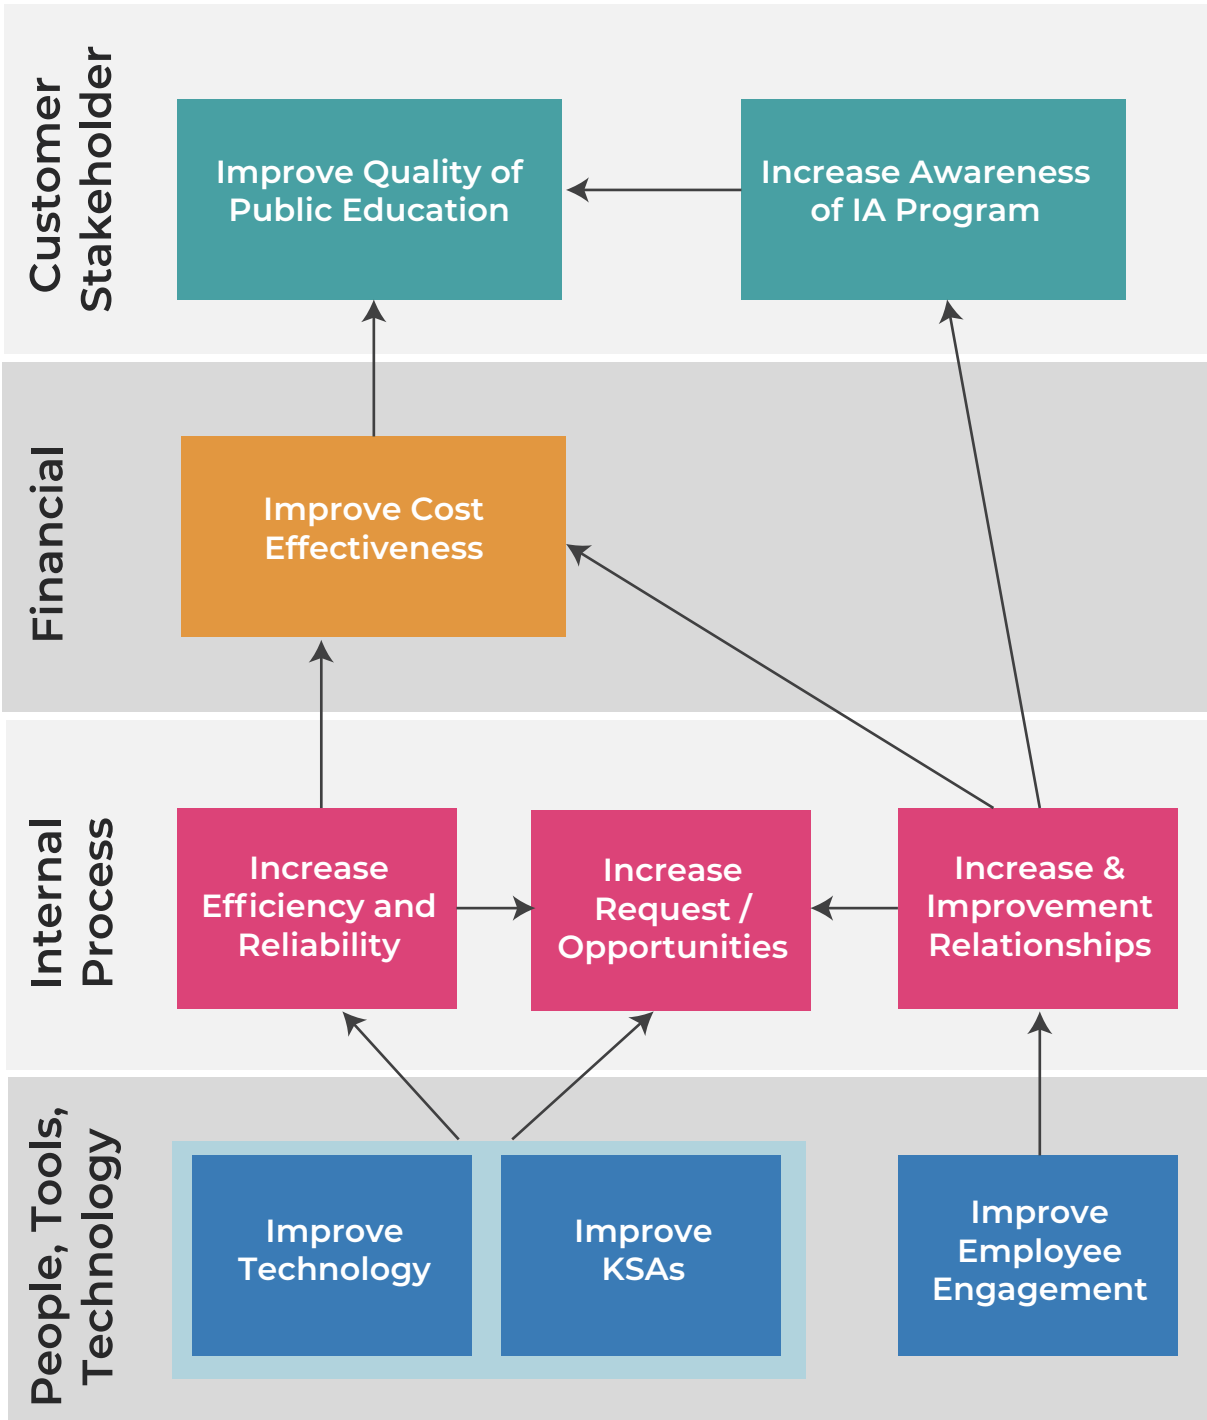 Customer
Stakeholder
Improve Quality of
Public Education
Increase Awareness
of IA Program
Financial
Improve Cost
Effectiveness
Internal
Process
Increase
Efficiency and
Reliability
Increase
Request /
Opportunities
Increase &
Improvement
Relationships
People, Tools,
Technology
Improve
Technology
Improve
KSAs
Improve
Employee
Engagement